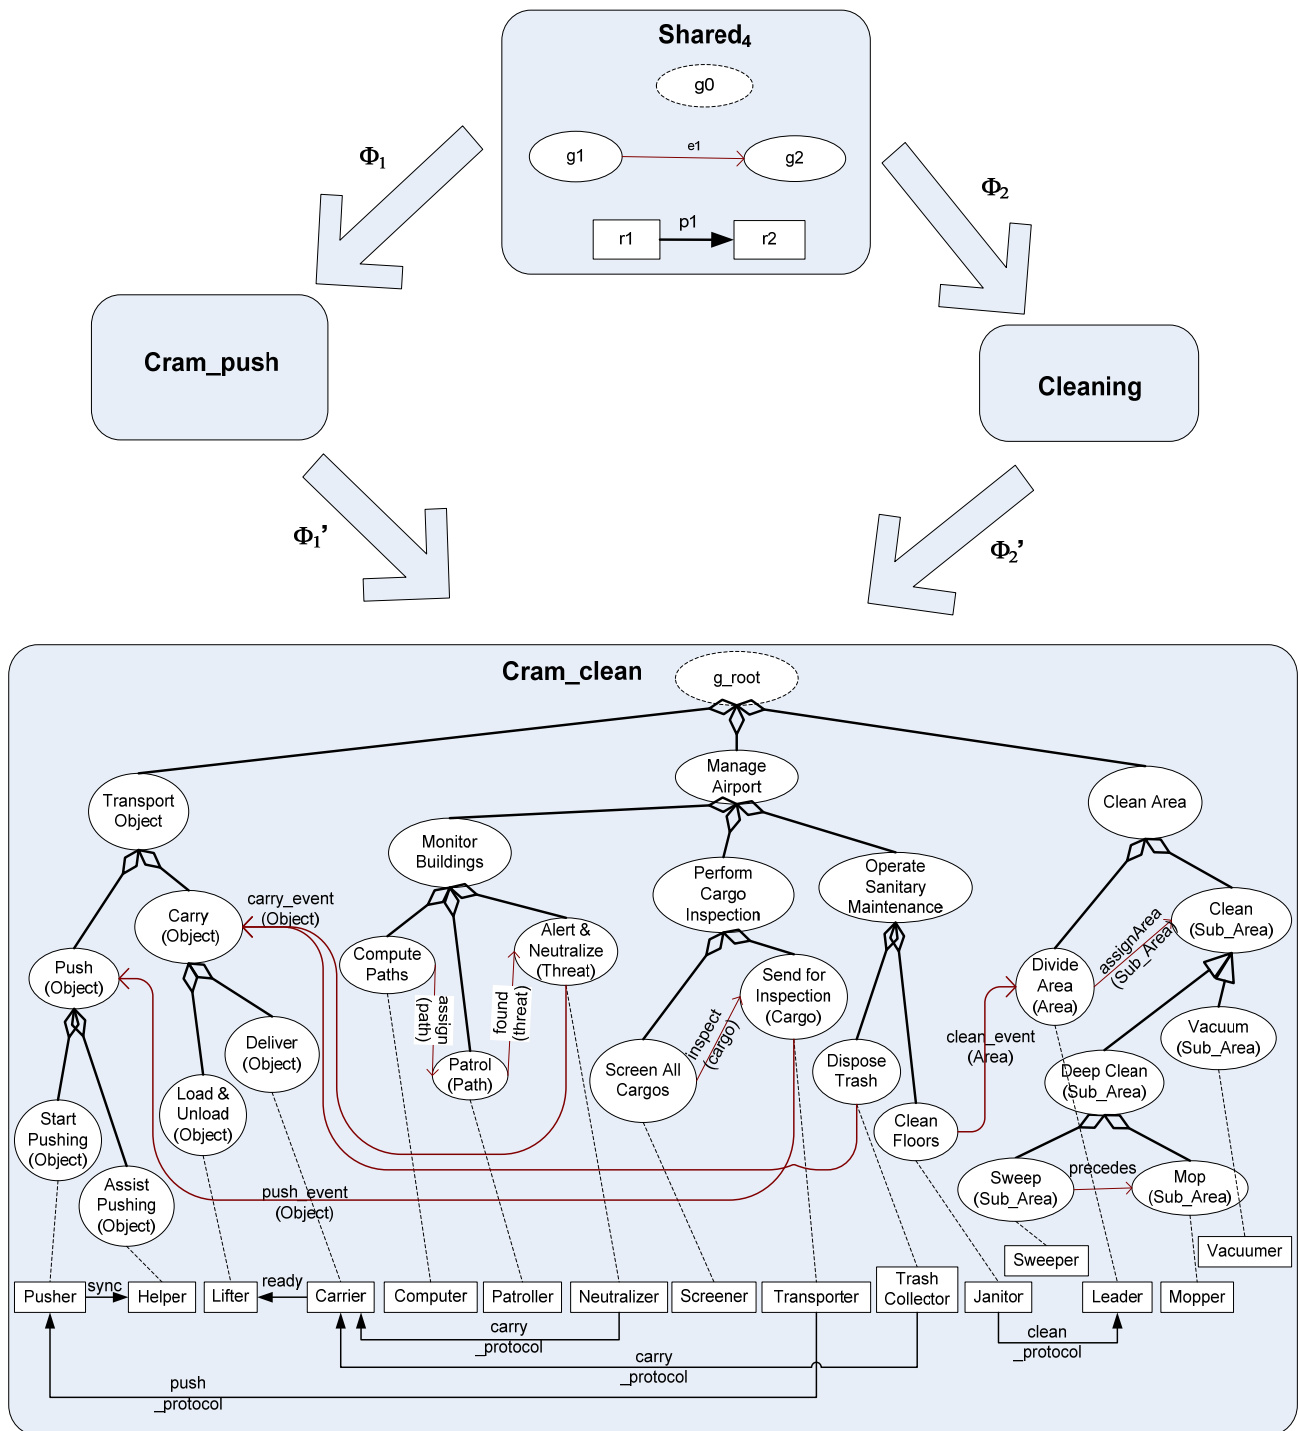 Shared₄
g0
g1
e1
g2
p1
r1
r2
Φ₁
Φ₂
Cram_push
Cleaning
Φ₁’
Φ₂’
Cram_clean
g_root
Manage
Airport
Transport
Object
Clean Area
Monitor
Buildings
Perform
Cargo
Inspection
Operate
Sanitary
Maintenance
Carry
(Object)
carry_event
(Object)
Clean
(Sub_Area)
assignArea
(Sub_Area)
Push
(Object)
Compute
Paths
Alert &
Neutralize
(Threat)
Send for
Inspection
(Cargo)
Divide
Area
(Area)
assign
(path)
found
(threat)
inspect
(cargo)
clean_event
(Area)
Vacuum
(Sub_Area)
Deliver
(Object)
Patrol
(Path)
Screen All
Cargos
Dispose
Trash
Deep Clean
(Sub_Area)
Load &
Unload
(Object)
Start
Pushing
(Object)
Clean
Floors
Assist
Pushing
(Object)
push_event
(Object)
Sweep
(Sub_Area)
precedes
Mop
(Sub_Area)
Sweeper
Vacuumer
Pusher
sync
Helper
Lifter
ready
Carrier
Computer
Patroller
Neutralizer
Screener
Transporter
Trash
Collector
Janitor
Leader
Mopper
carry
_protocol
clean
_protocol
carry
_protocol
push
_protocol